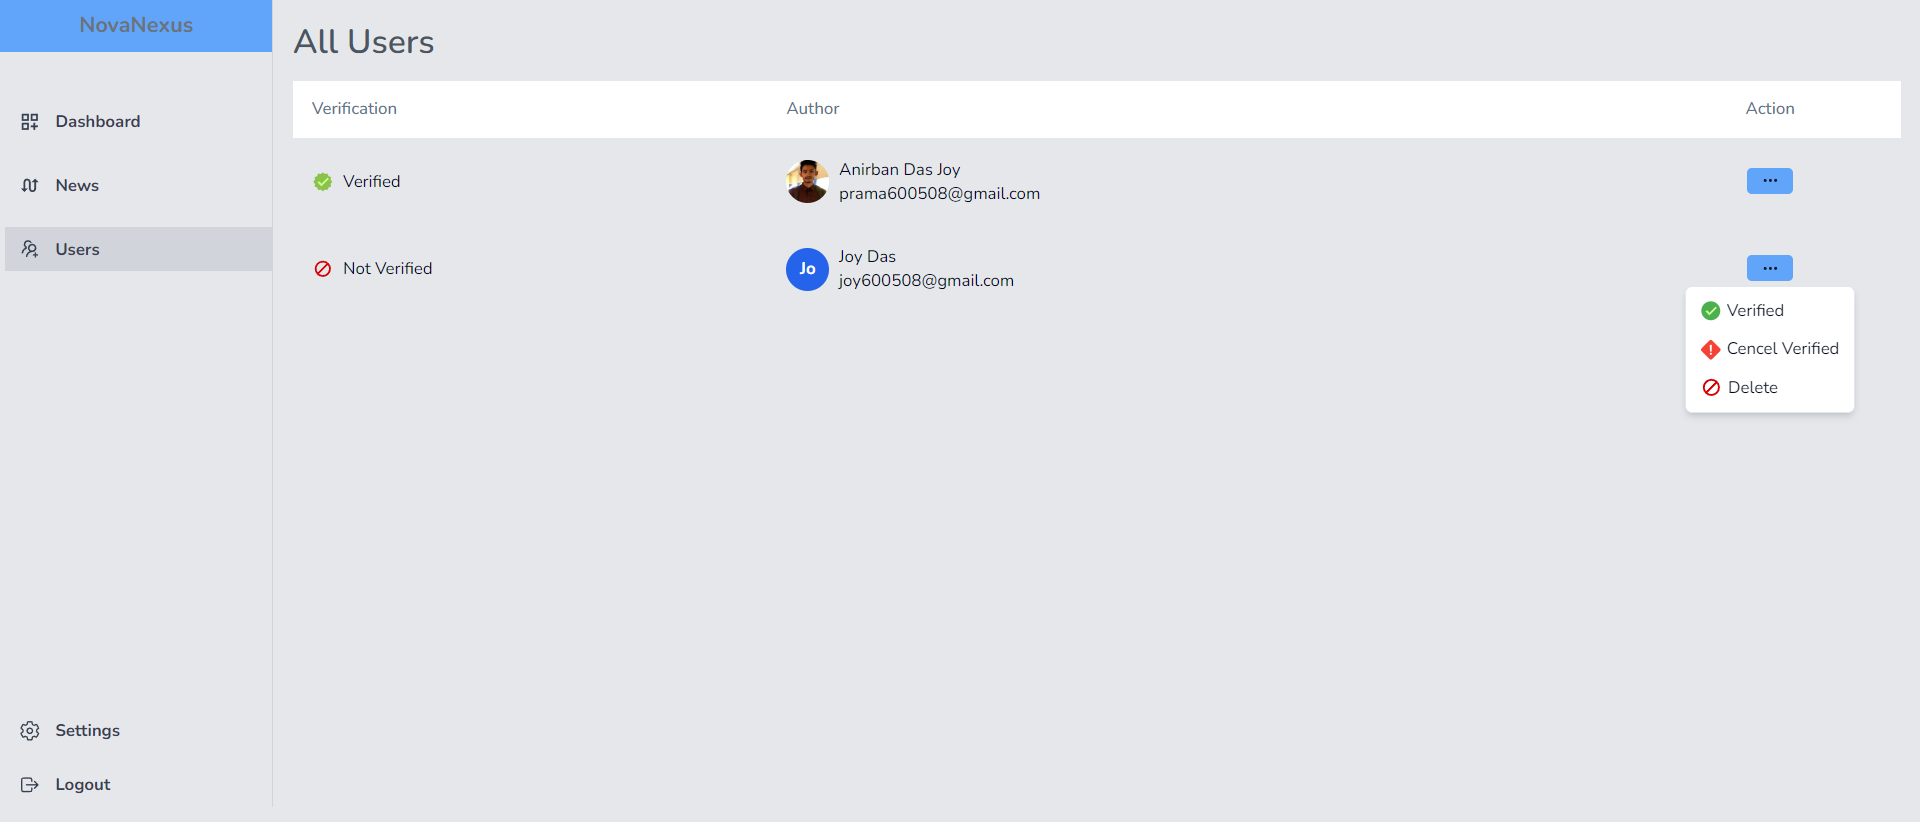 NovaNexus
Dashboard
News
Users
Settings
Logout
All Users
Verification Author Action
Verified Anirban Das Joy
prama600508@gmail.com
Not Verified Jo Joy Das
joy600508@gmail.com
Verified
Cencel Verified
Delete